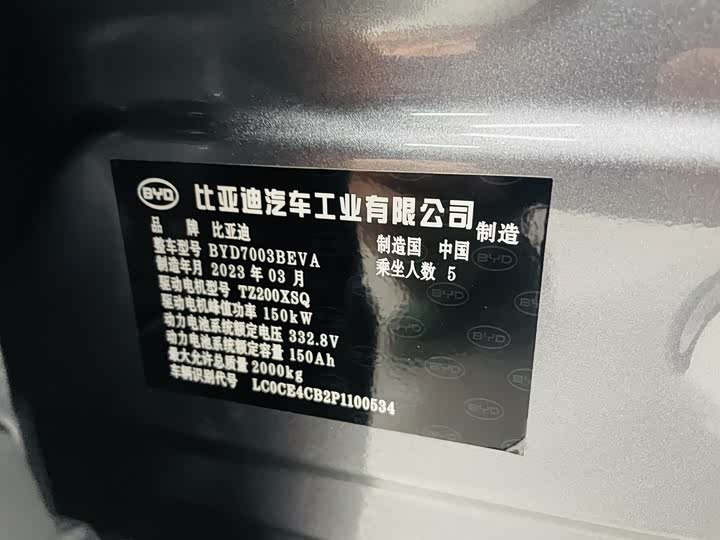 BYD 比亚迪汽车工业有限公司 制造
品 牌 比亚迪
整车型号 BYD7003BEVA 制造国 中国
制造年月 2023 年 03 月 乘坐人数 5
驱动电机型号 TZ200XSQ
驱动电机峰值功率 150kW
动力电池系统额定电压 332.8V
动力电池系统额定容量 150Ah
最大允许总质量 2000kg
车辆识别代号 LC0CE4CB2P1100534